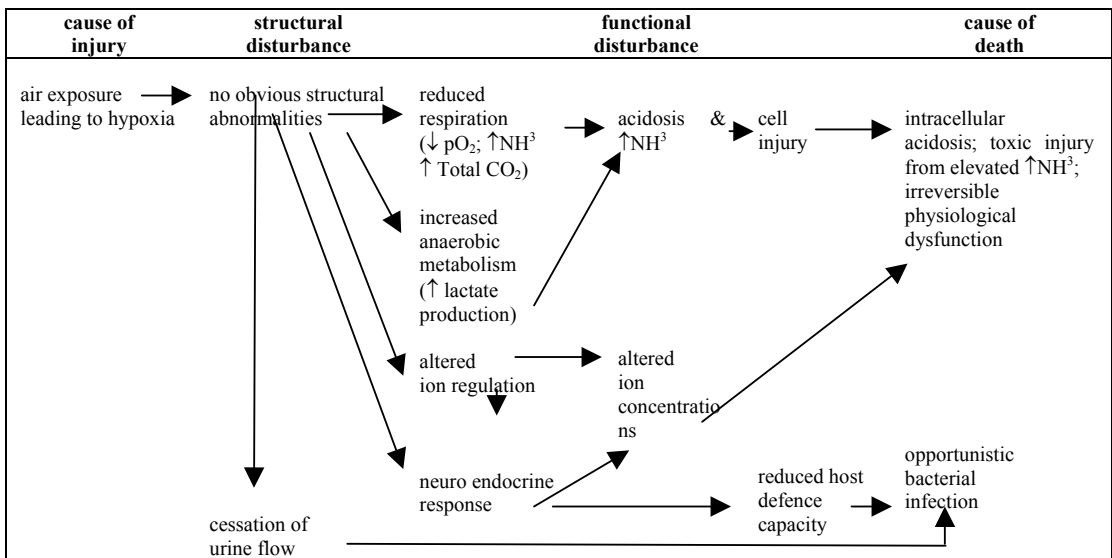 cause of
injury
structural
disturbance
functional
disturbance
cause of
death
air exposure
leading to hypoxia
no obvious structural
abnormalities
reduced
respiration
(↓ pO₂; ↑NH³
↑ Total CO₂)
acidosis &
↑NH³
cell
injury
intracellular
acidosis; toxic injury
from elevated ↑NH³;
irreversible
physiological
dysfunction
increased
anaerobic
metabolism
(↑ lactate
production)
altered
ion regulation
altered
ion
concentratio
ns
neuro endocrine
response
reduced host
defence
capacity
opportunistic
bacterial
infection
cessation of
urine flow